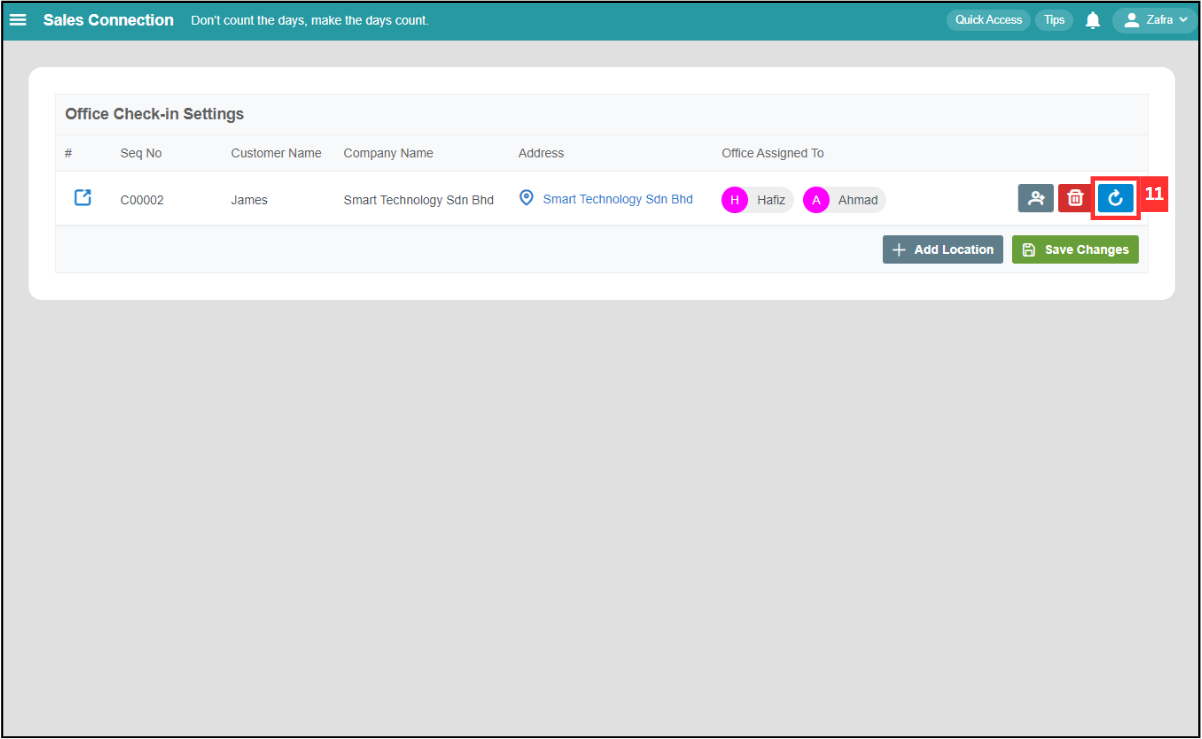 Sales Connection Don't count the days, make the days count. Quick Access Tips Zafra
Office Check-in Settings
# Seq No Customer Name Company Name Address Office Assigned To
C00002 James Smart Technology Sdn Bhd Smart Technology Sdn Bhd H Hafiz A Ahmad 11
Add Location Save Changes